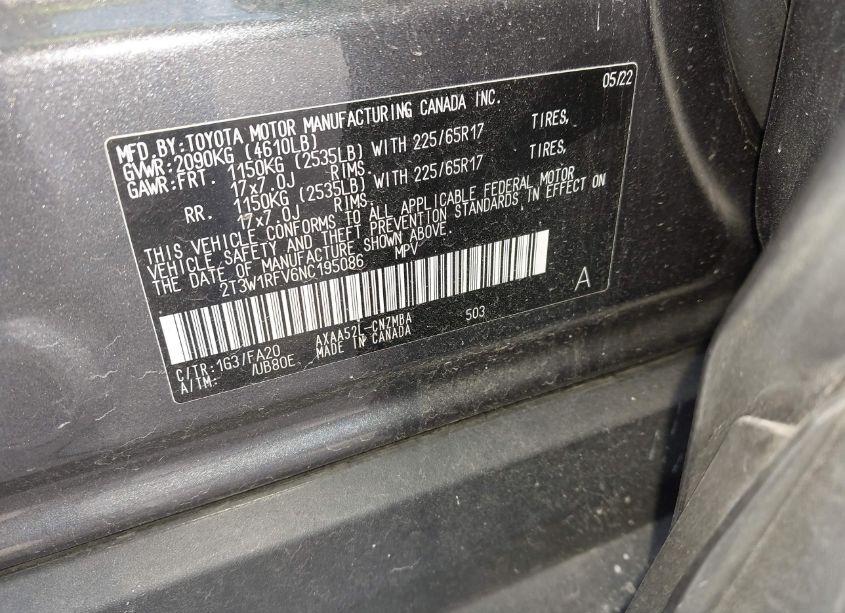 05/22
MFD.BY:TOYOTA MOTOR MANUFACTURING CANADA INC.
GVWR:2090KG (4610LB)
GAWR:FRT. 1150KG (2535LB) WITH 225/65R17 TIRES,
17x7.0J RIMS.
RR. 1150KG (2535LB) WITH 225/65R17 TIRES,
17x7.0J RIMS.
THIS VEHICLE CONFORMS TO ALL APPLICABLE FEDERAL MOTOR
VEHICLE SAFETY AND THEFT PREVENTION STANDARDS IN EFFECT ON
THE DATE OF MANUFACTURE SHOWN ABOVE.
2T3W1RFV6NC195086 MPV
A
C/TR:1G3/FA20 AXAA52L-CNZMBA 503
A/TM: /UB80E MADE IN CANADA